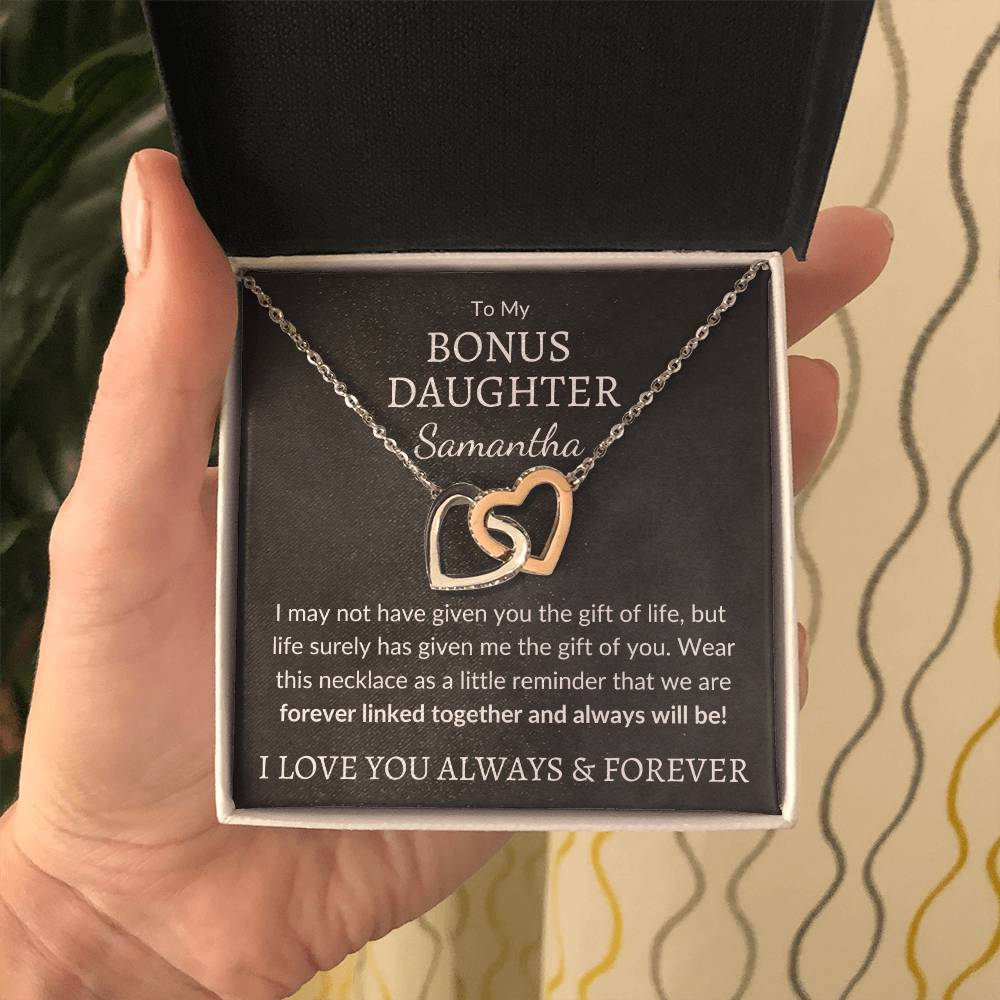 To My
BONUS
DAUGHTER
Samantha
I may not have given you the gift of life, but
life surely has given me the gift of you. Wear
this necklace as a little reminder that we are
forever linked together and always will be!
I LOVE YOU ALWAYS & FOREVER